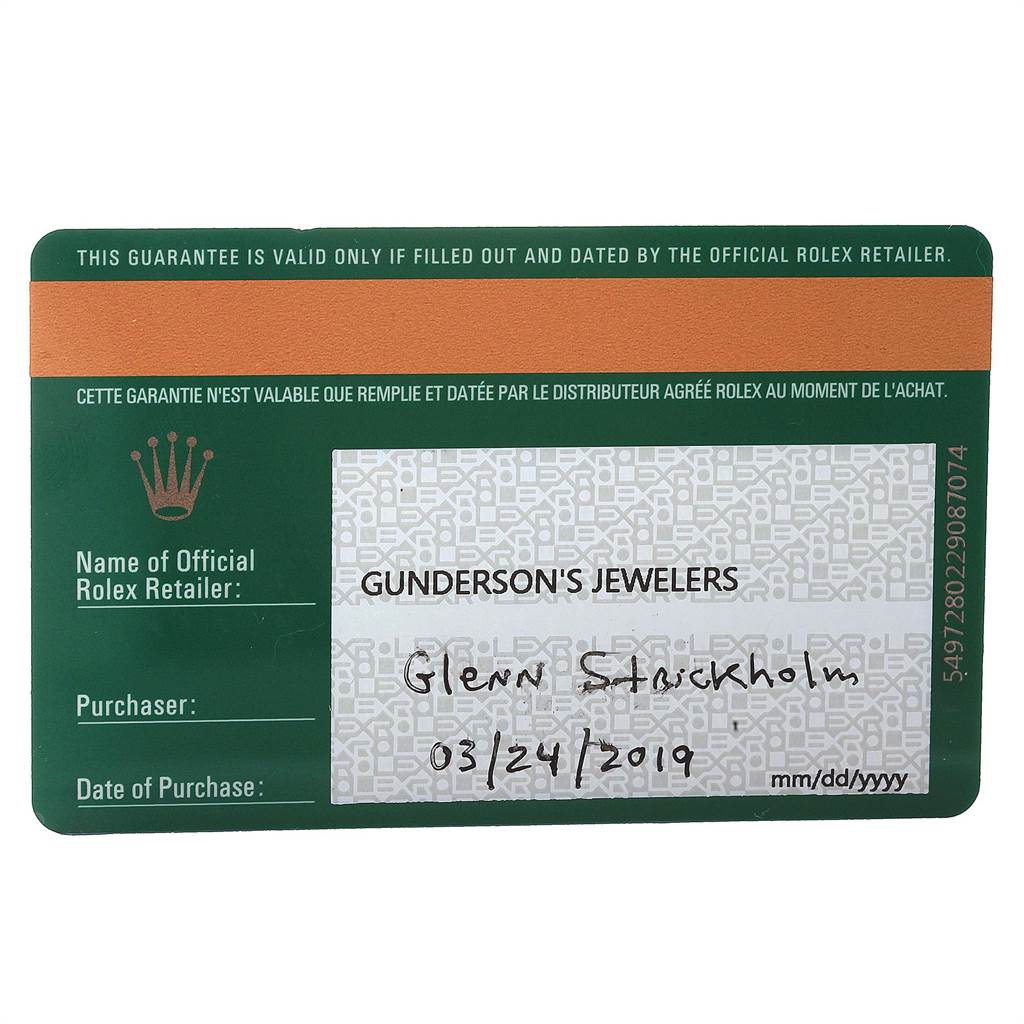 THIS GUARANTEE IS VALID ONLY IF FILLED OUT AND DATED BY THE OFFICIAL ROLEX RETAILER.
CETTE GARANTIE N'EST VALABLE QUE REMPLIE ET DATÉE PAR LE DISTRIBUTEUR AGRÉÉ ROLEX AU MOMENT DE L'ACHAT.
Name of Official
Rolex Retailer:
GUNDERSON'S JEWELERS
Purchaser:
Glenn
Date of Purchase:
03/24/2019
mm/dd/yyyy
5497280229087074